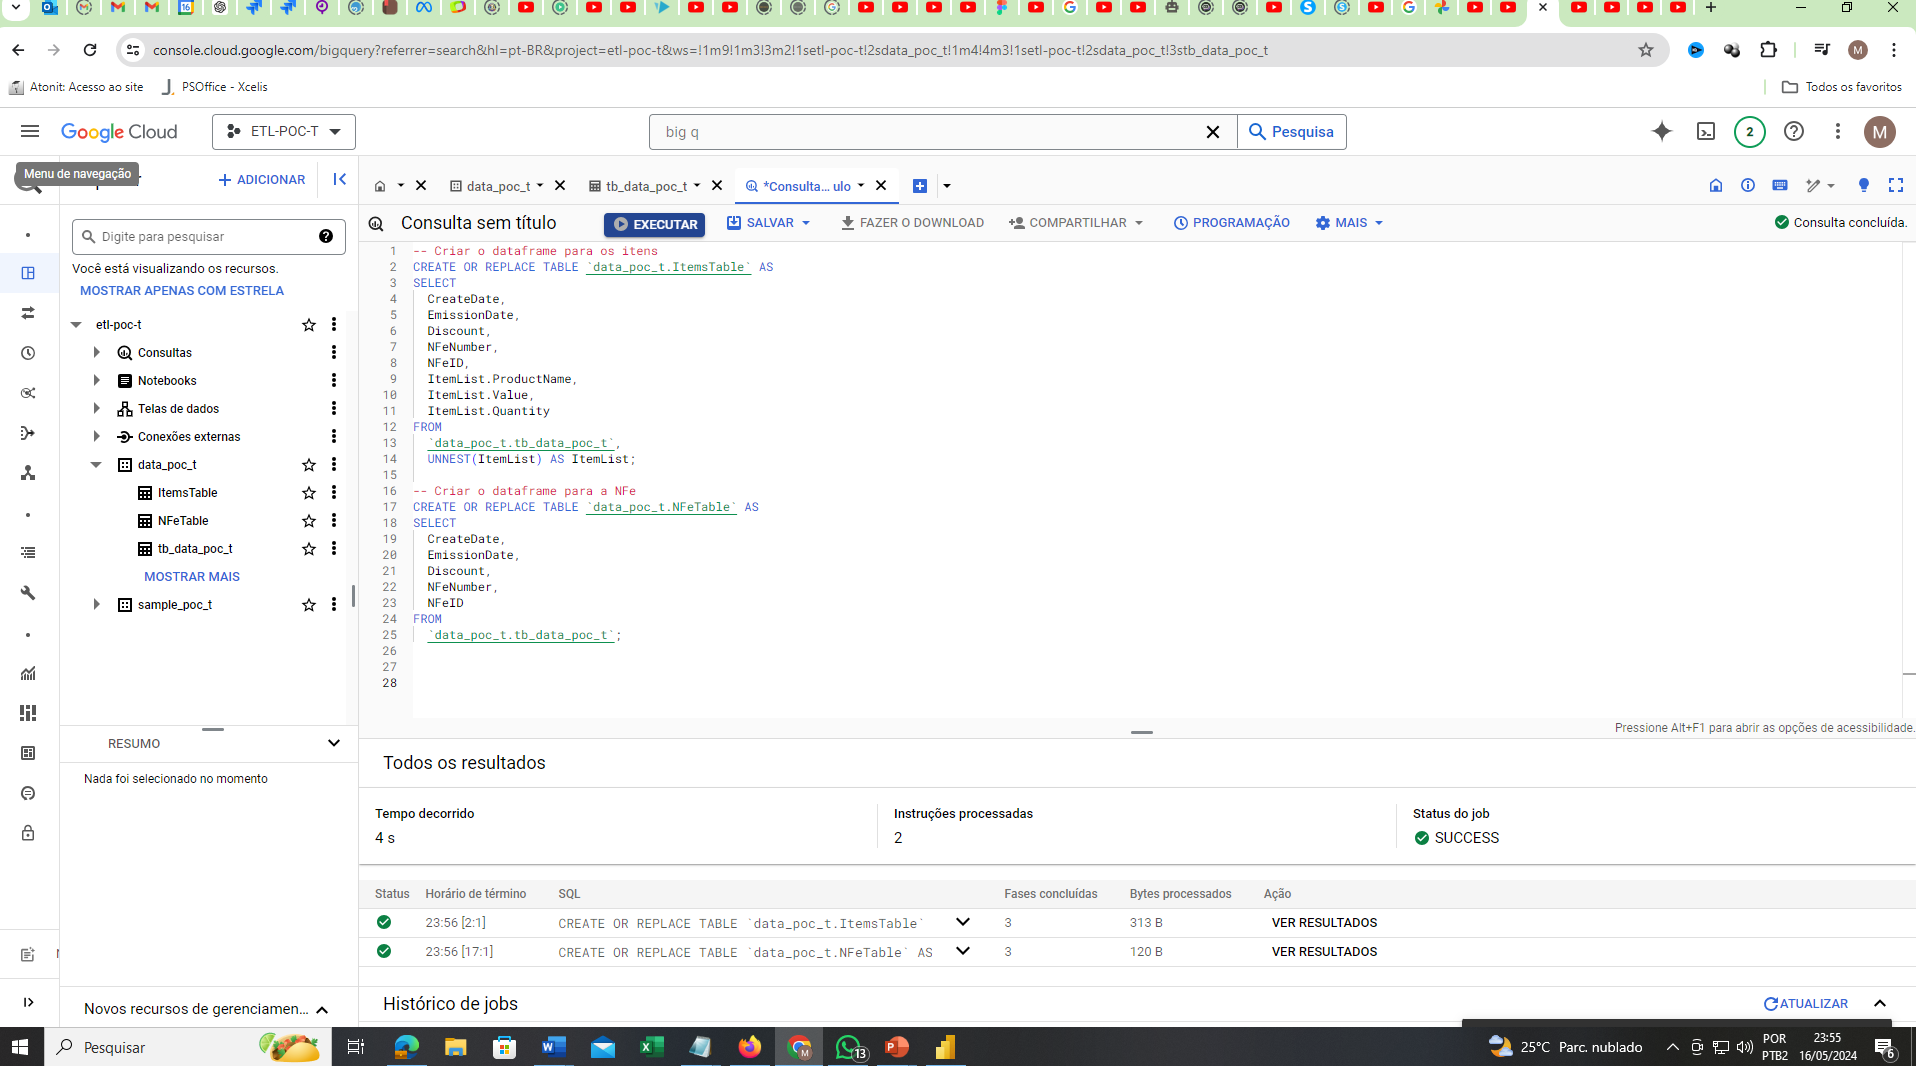 console.cloud.google.com/bigquery?referrer=search&hl=pt-BR&project=etl-poc-t&ws=!1m9!1m3!3m2!1setl-poc-t!2sdata_poc_t!1m4!4m3!1setl-poc-t!2sdata_poc_t!3stb_data_poc_t
M
Atonit: Acesso ao site
PSOffice - Xcelis
Todos os favoritos
Google Cloud
ETL-POC-T
big q
Pesquisa
2
M
Menu de navegação
ADICIONAR
data_poc_t
tb_data_poc_t
*Consulta... ulo
Digite para pesquisar
Você está visualizando os recursos.
MOSTRAR APENAS COM ESTRELA
etl-poc-t
Consultas
Notebooks
Telas de dados
Conexões externas
data_poc_t
ItemsTable
NFeTable
tb_data_poc_t
MOSTRAR MAIS
sample_poc_t
RESUMO
Nada foi selecionado no momento
Novos recursos de gerenciamen...
Consulta sem título
EXECUTAR
SALVAR
FAZER O DOWNLOAD
COMPARTILHAR
PROGRAMAÇÃO
MAIS
Consulta concluída.
1 -- Criar o dataframe para os itens
2 CREATE OR REPLACE TABLE `data_poc_t.ItemsTable` AS
3 SELECT
4 CreateDate,
5 EmissionDate,
6 Discount,
7 NFeNumber,
8 NFeID,
9 ItemList.ProductName,
10 ItemList.Value,
11 ItemList.Quantity
12 FROM
13 `data_poc_t.tb_data_poc_t`,
14 UNNEST(ItemList) AS ItemList;
15
16 -- Criar o dataframe para a NFe
17 CREATE OR REPLACE TABLE `data_poc_t.NFeTable` AS
18 SELECT
19 CreateDate,
20 EmissionDate,
21 Discount,
22 NFeNumber,
23 NFeID
24 FROM
25 `data_poc_t.tb_data_poc_t`;
26
27
28
Pressione Alt+F1 para abrir as opções de acessibilidade.
Todos os resultados
Tempo decorrido
4 s
Instruções processadas
2
Status do job
SUCCESS
Status Horário de término SQL Fases concluídas Bytes processados Ação
23:56 [2:1] CREATE OR REPLACE TABLE `data_poc_t.ItemsTable` 3 313 B VER RESULTADOS
23:56 [17:1] CREATE OR REPLACE TABLE `data_poc_t.NFeTable` AS 3 120 B VER RESULTADOS
Histórico de jobs
ATUALIZAR
Pesquisar
13
25°C Parc. nublado
POR
PTB2
23:55
16/05/2024
6